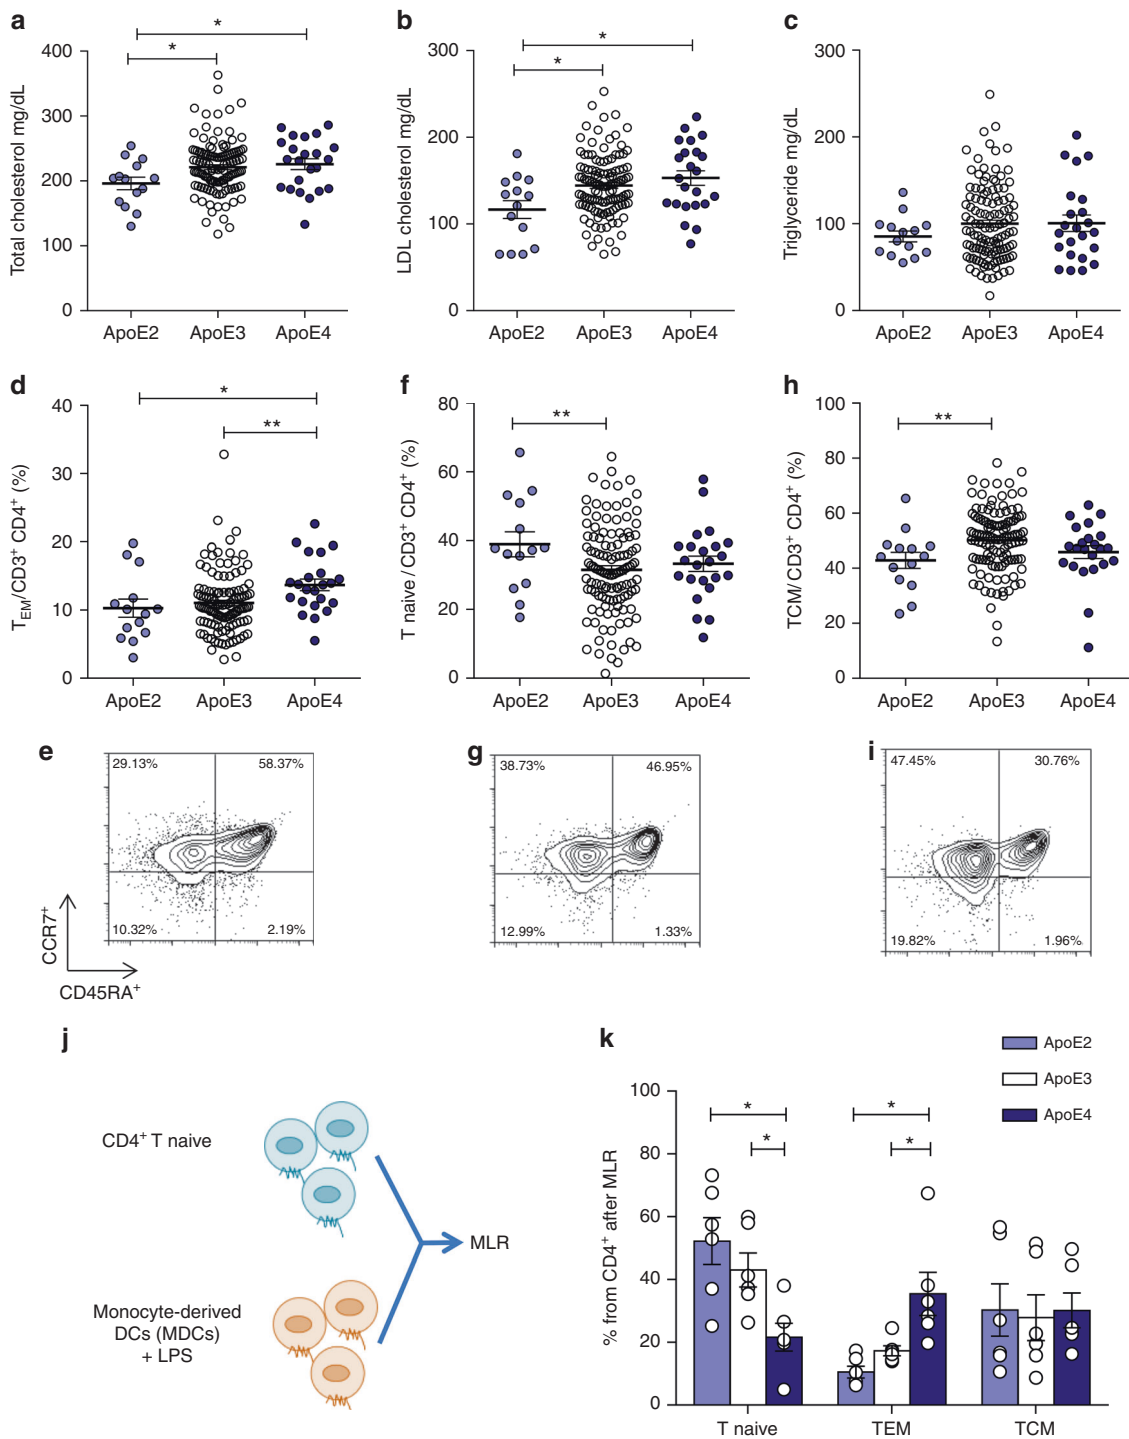 a
Total cholesterol mg/dL
400
300
200
100
0
*
*
ApoE2 ApoE3 ApoE4
b
LDL cholesterol mg/dL
300
200
100
0
*
*
ApoE2 ApoE3 ApoE4
c
Triglyceride mg/dL
300
200
100
0
ApoE2 ApoE3 ApoE4
d
TEM/CD3+ CD4+ (%)
40
30
20
10
0
*
**
ApoE2 ApoE3 ApoE4
f
T naive/CD3+ CD4+ (%)
80
60
40
20
0
**
ApoE2 ApoE3 ApoE4
h
TCM/CD3+ CD4+ (%)
100
80
60
40
20
0
**
ApoE2 ApoE3 ApoE4
e
29.13% 58.37%
10.32% 2.19%
CCR7+
CD45RA+
g
38.73% 46.95%
12.99% 1.33%
i
47.45% 30.76%
19.82% 1.96%
j
CD4+ T naive
MLR
Monocyte-derived
DCs (MDCs)
+ LPS
k
ApoE2
ApoE3
ApoE4
% from CD4+ after MLR
100
80
60
40
20
0
*
*
*
*
T naive TEM TCM